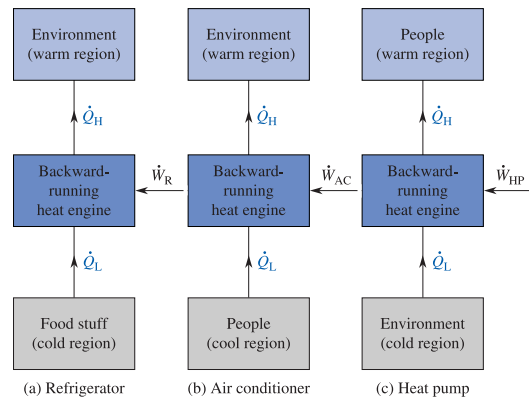 Environment
(warm region)
Environment
(warm region)
People
(warm region)
Q̇H
Q̇H
Q̇H
Backward-
running
heat engine
ẆR
Backward-
running
heat engine
ẆAC
Backward-
running
heat engine
ẆHP
Q̇L
Q̇L
Q̇L
Food stuff
(cold region)
People
(cool region)
Environment
(cold region)
(a) Refrigerator
(b) Air conditioner
(c) Heat pump